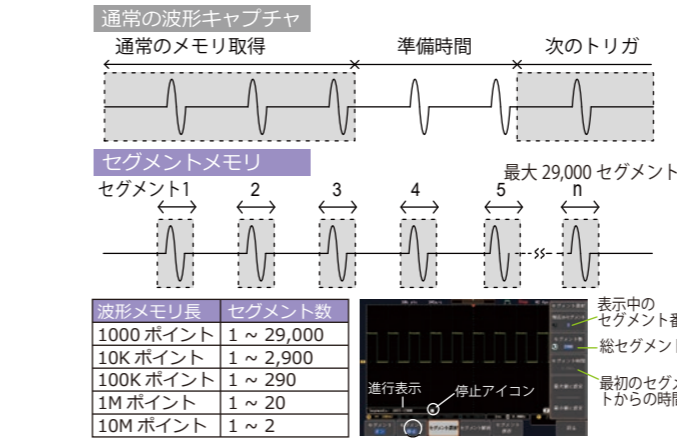 通常の波形キャプチャ
通常のメモリ取得 準備時間 次のトリガ
セグメントメモリ
最大 29,000 セグメント
セグメント1 2 3 4 5 n
波形メモリ長 セグメント数
1000 ポイント 1 ~ 29,000
10K ポイント 1 ~ 2,900
100K ポイント 1 ~ 290
1M ポイント 1 ~ 20
10M ポイント 1 ~ 2
進行表示
停止アイコン
表示中の
セグメント番
総セグメント
最初のセグメ
トからの時間